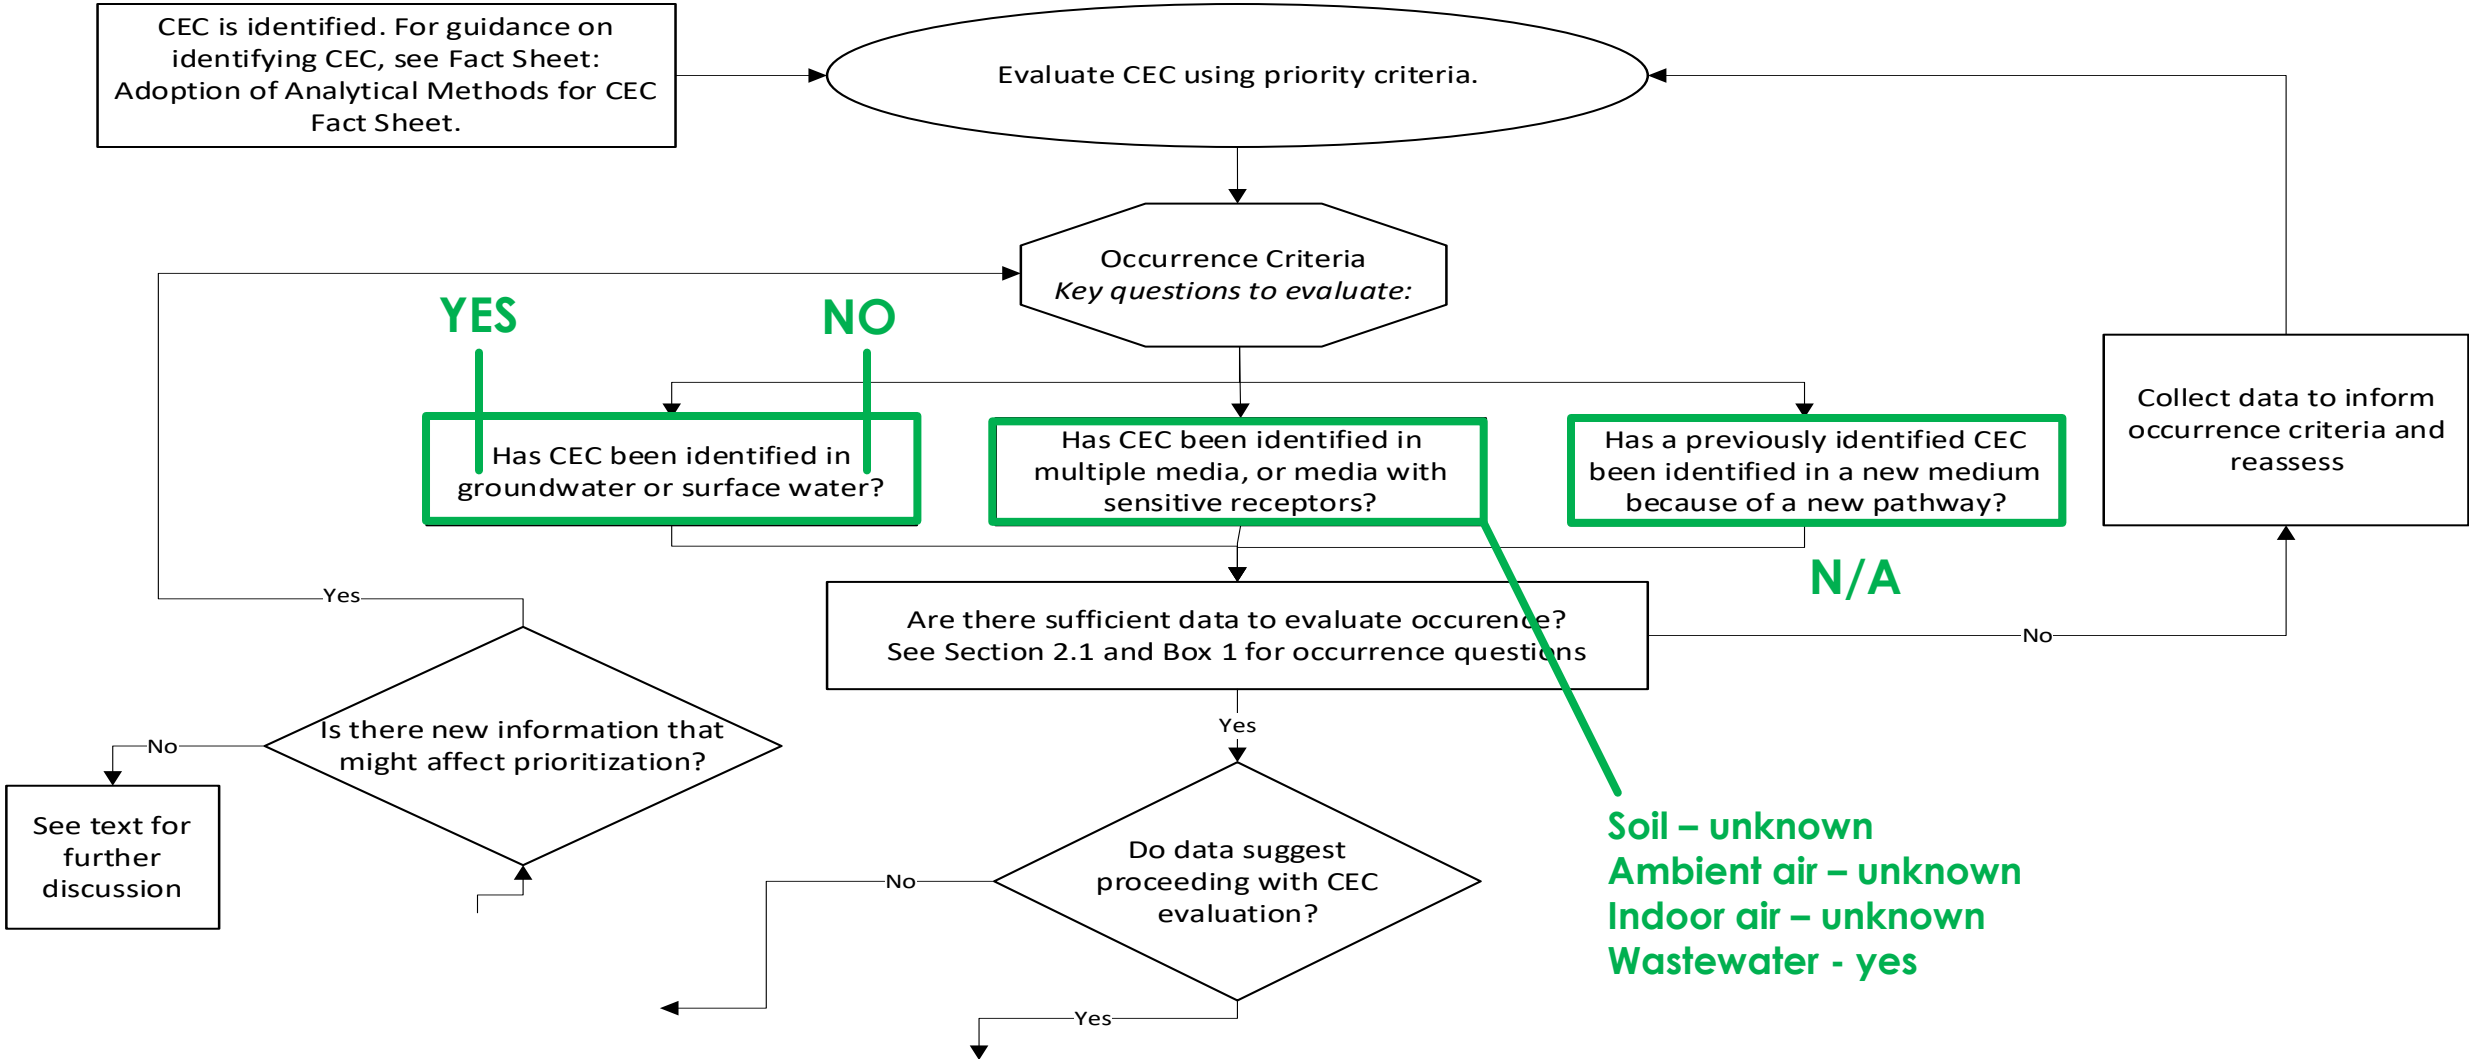 CEC is identified. For guidance on
identifying CEC, see Fact Sheet:
Adoption of Analytical Methods for CEC
Fact Sheet.
Evaluate CEC using priority criteria.
Occurrence Criteria
Key questions to evaluate:
YES
NO
Has CEC been identified in
groundwater or surface water?
Has CEC been identified in
multiple media, or media with
sensitive receptors?
Has a previously identified CEC
been identified in a new medium
because of a new pathway?
Collect data to inform
occurrence criteria and
reassess
N/A
Yes
Are there sufficient data to evaluate occurence?
See Section 2.1 and Box 1 for occurrence questions
No
Is there new information that
might affect prioritization?
No
Yes
See text for
further
discussion
Do data suggest
proceeding with CEC
evaluation?
No
Yes
Soil – unknown
Ambient air – unknown
Indoor air – unknown
Wastewater - yes